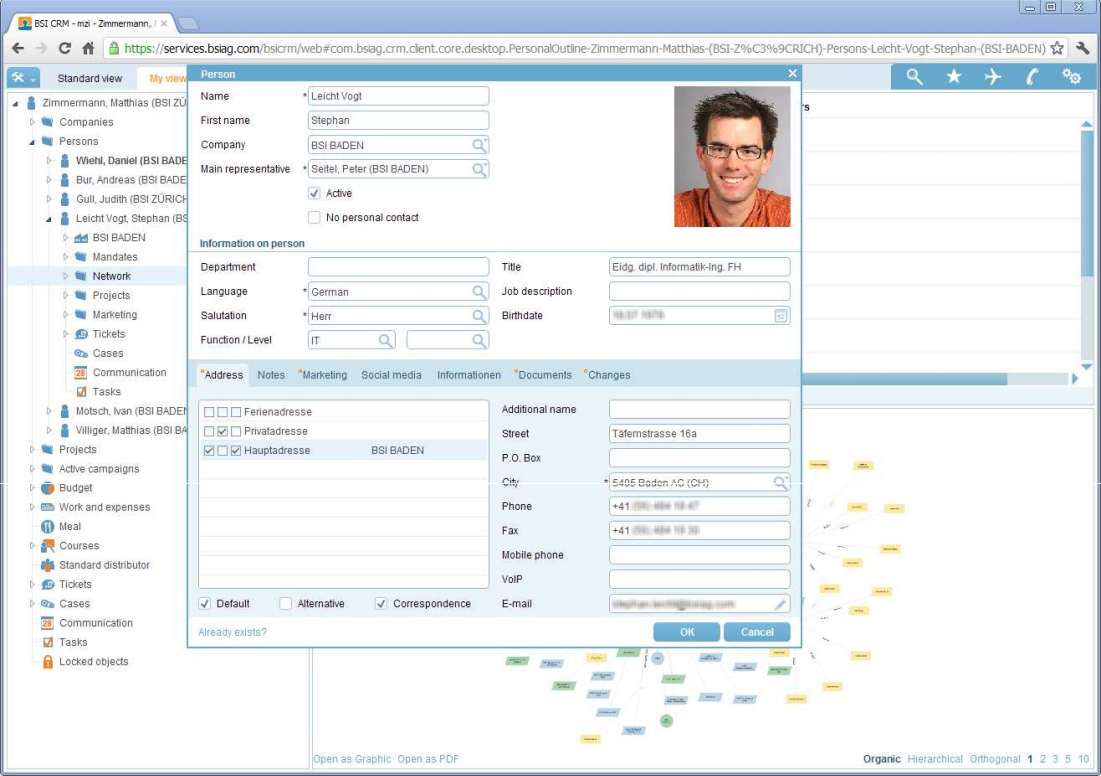 BSI CRM - mzi - Zimmermann,
https://services.bsiag.com/bsicrm/web#com.bsiag.crm.client.core.desktop.PersonalOutline-Zimmermann-Matthias-(BSI-Z%C3%9CRICH)-Persons-Leicht-Vogt-Stephan-(BSI-BADEN)
Standard view My view
Zimmermann, Matthias (BSI ZÜ
Companies
Persons
Wiehl, Daniel (BSI BADE
Bur, Andreas (BSI BADE
Gull, Judith (BSI ZÜRICH
Leicht Vogt, Stephan (BS
BSI BADEN
Mandates
Network
Projects
Marketing
Tickets
Cases
28 Communication
Tasks
Motsch, Ivan (BSI BADEN
Villiger, Matthias (BSI BA
Projects
Active campaigns
Budget
Work and expenses
Meal
Courses
Standard distributor
Tickets
Cases
28 Communication
Tasks
Locked objects
Person
Name * Leicht Vogt
First name Stephan
Company BSI BADEN
Main representative * Seitel, Peter (BSI BADEN)
Active
No personal contact
Information on person
Department
Language * German
Salutation * Herr
Function / Level IT
Title Eidg. dipl. Informatik-Ing. FH
Job description
Birthdate
12
*Address Notes *Marketing Social media Informationen *Documents *Changes
Ferienadresse
Privatadresse
Hauptadresse BSI BADEN
Default Alternative Correspondence
Additional name
Street Täfernstrasse 16a
P.O. Box
City * 5405 Baden AG (CH)
Phone +41
Fax +41
Mobile phone
VoIP
E-mail
Already exists? OK Cancel
rs
Open as Graphic Open as PDF
Organic Hierarchical Orthogonal 1 2 3 5 10